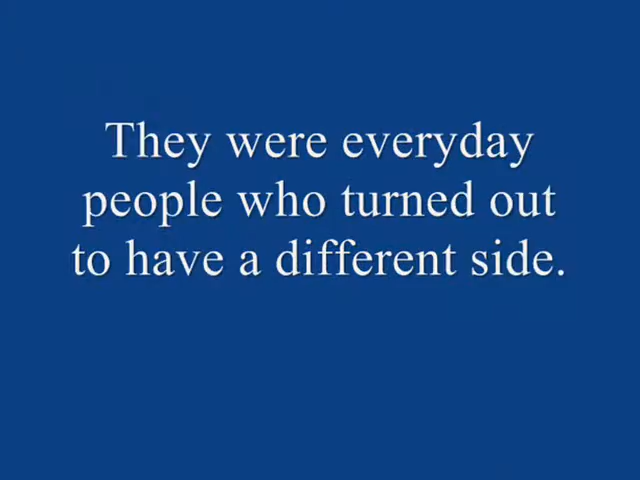 They were everyday
people who turned out
to have a different side.